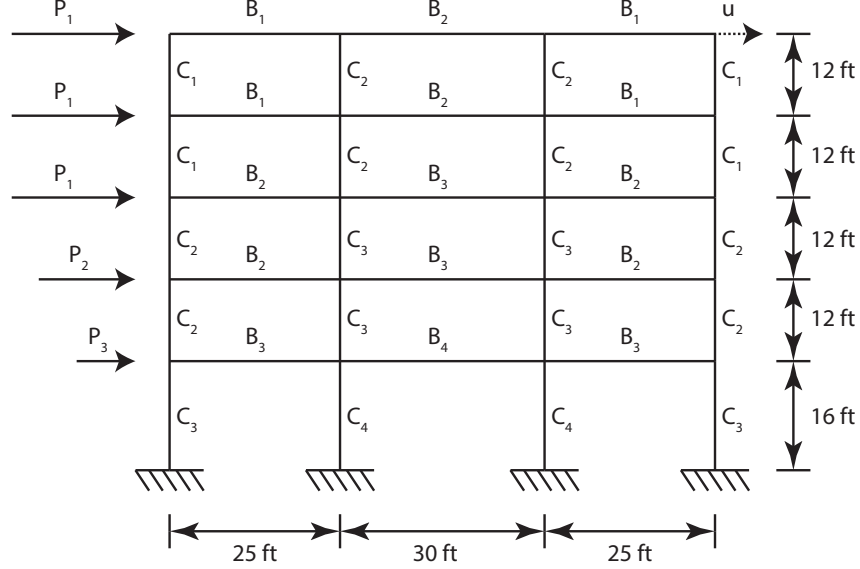 P₁ B₁ B₂ B₁ u
C₁ C₂ C₂ C₁ 12 ft
P₁ B₁ B₂ B₁
C₁ C₂ C₂ C₁ 12 ft
P₁ B₂ B₃ B₂
C₂ C₃ C₃ C₂ 12 ft
P₂ B₂ B₃ B₂
C₂ C₃ C₃ C₂ 12 ft
P₃ B₃ B₄ B₃
C₃ C₄ C₄ C₃ 16 ft
25 ft 30 ft 25 ft